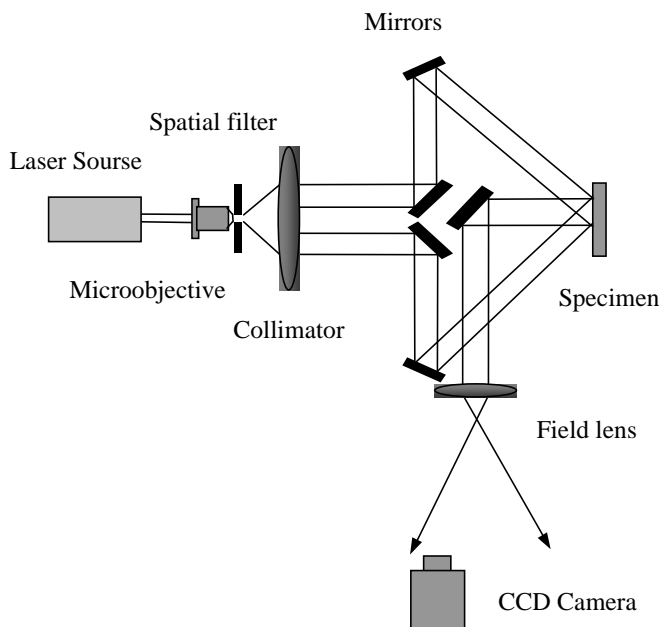 Mirrors
Spatial filter
Laser Sourse
Microobjective
Specimen
Collimator
Field lens
CCD Camera